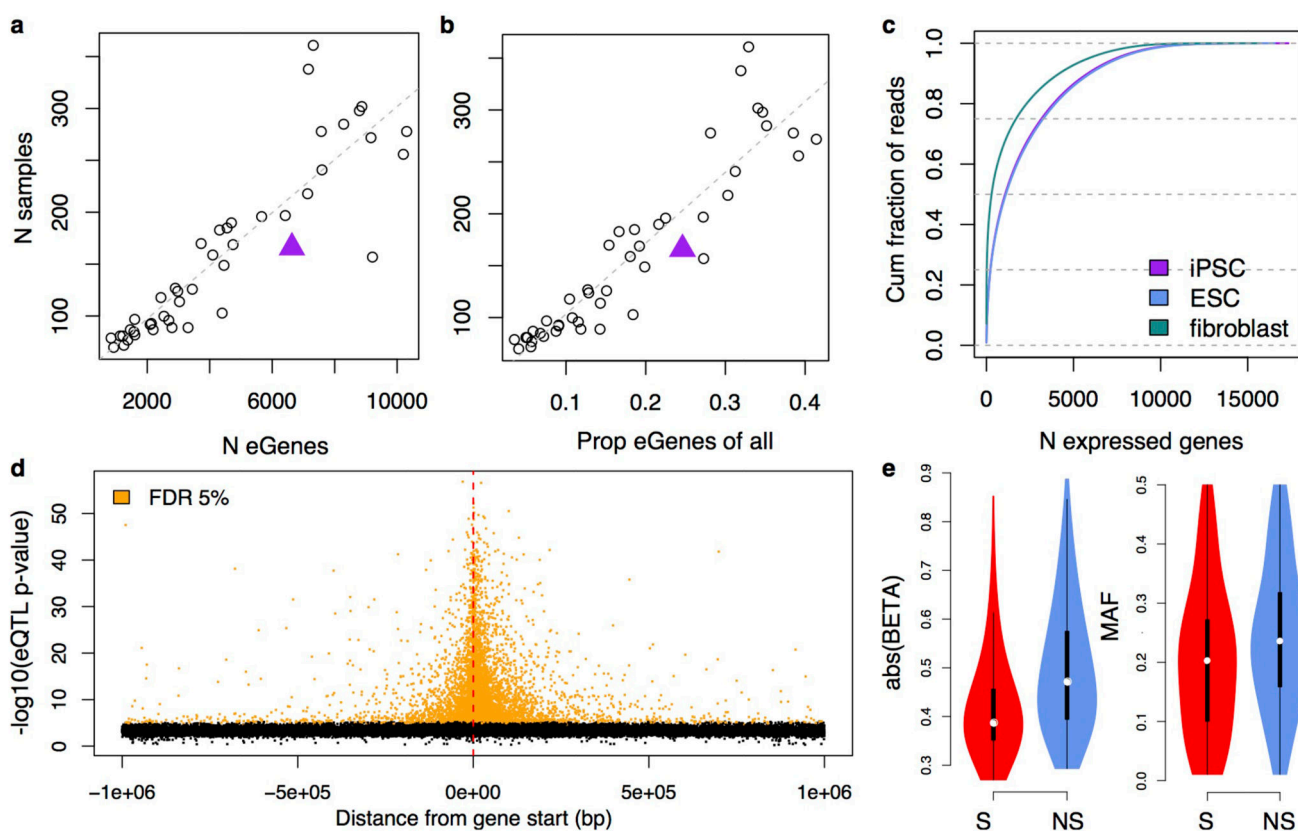 a
N samples
100
200
300
2000
6000
10000
N eGenes
b
100
200
300
0.1
0.2
0.3
0.4
Prop eGenes of all
c
Cum fraction of reads
0.0
0.2
0.4
0.6
0.8
1.0
iPSC
ESC
fibroblast
0
5000
10000
15000
N expressed genes
d
-log10(eQTL p-value)
0
10
20
30
40
50
FDR 5%
−1e+06
−5e+05
0e+00
5e+05
1e+06
Distance from gene start (bp)
e
abs(BETA)
0.3
0.4
0.5
0.6
0.7
0.8
0.9
S
NS
MAF
0.0
0.1
0.2
0.3
0.4
0.5
S
NS